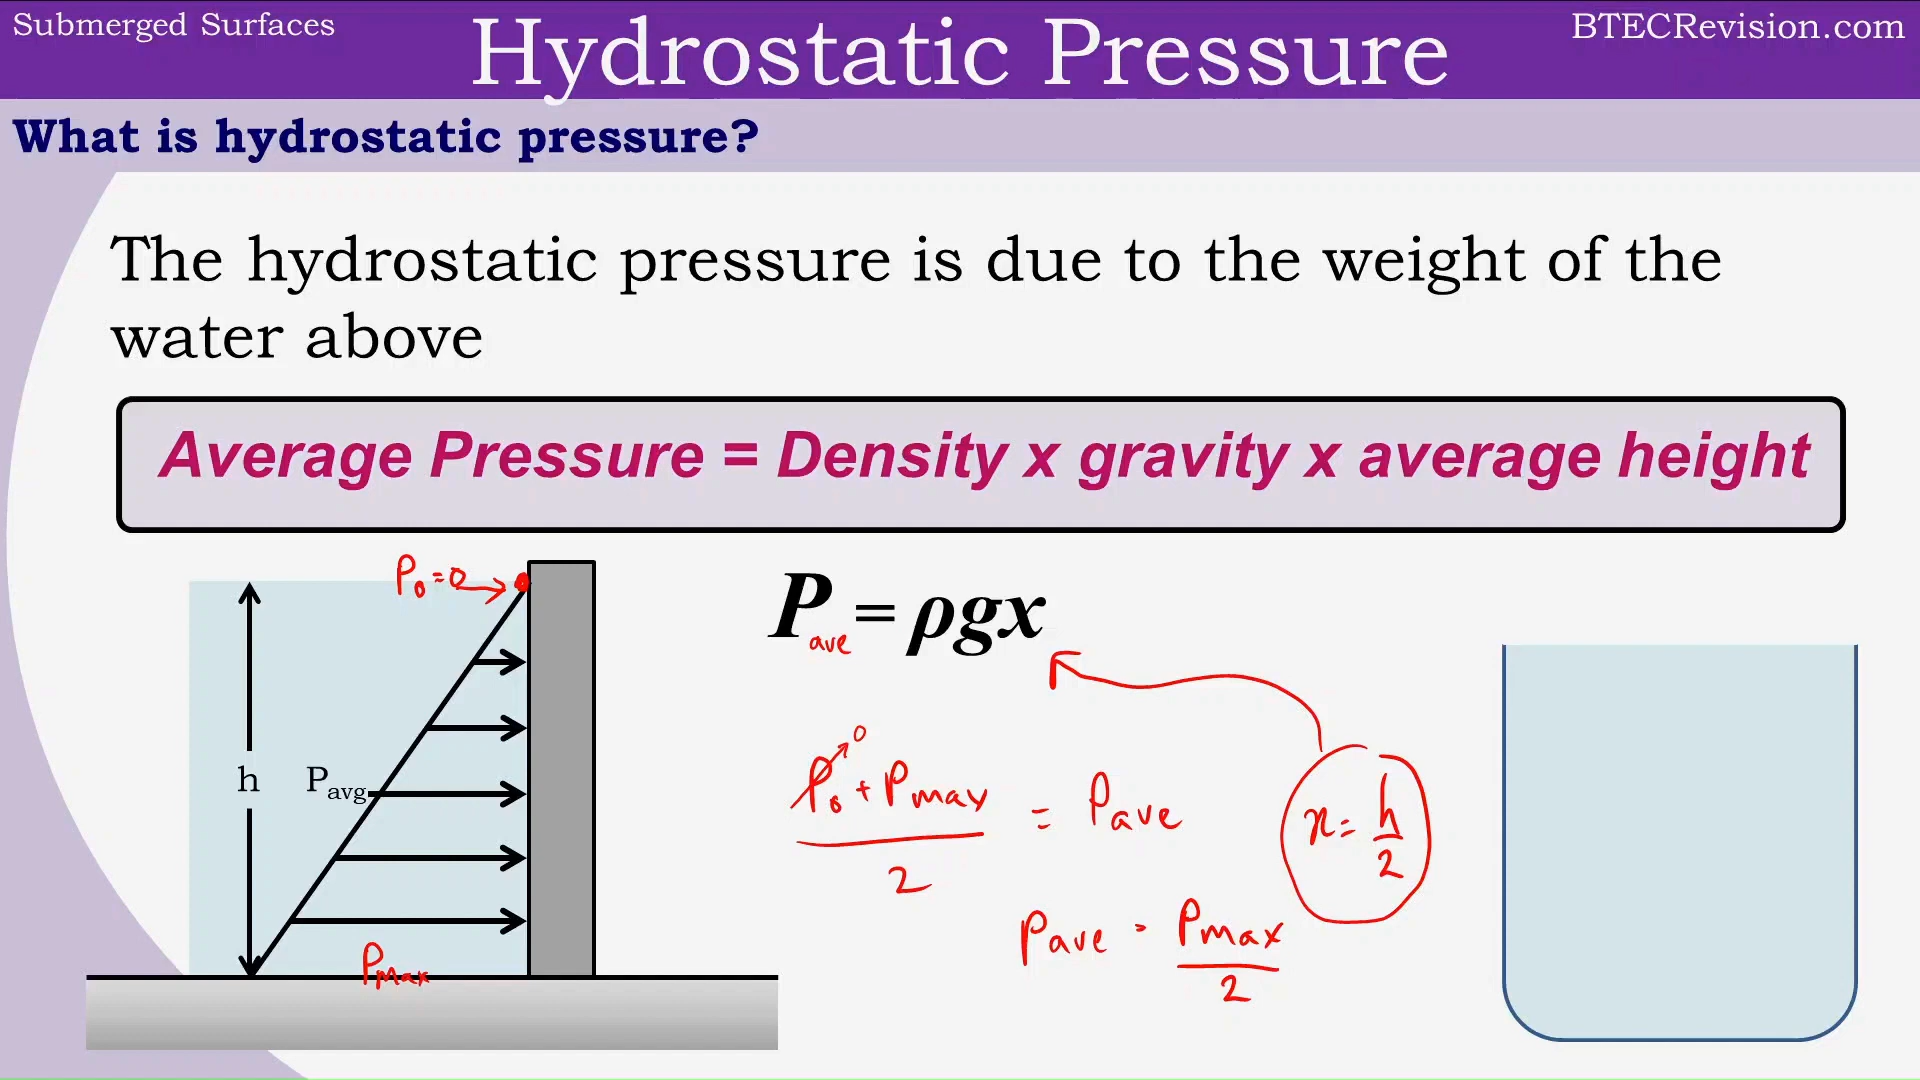 Submerged Surfaces
Hydrostatic Pressure
BTECRevision.com
What is hydrostatic pressure?
The hydrostatic pressure is due to the weight of the
water above
Average Pressure = Density x gravity x average height
P₀ = 0
h
Pavg
Pmax
Pave = ρgx
P₀ + Pmax / 2 = Pave
0
x = h/2
Pave = Pmax / 2